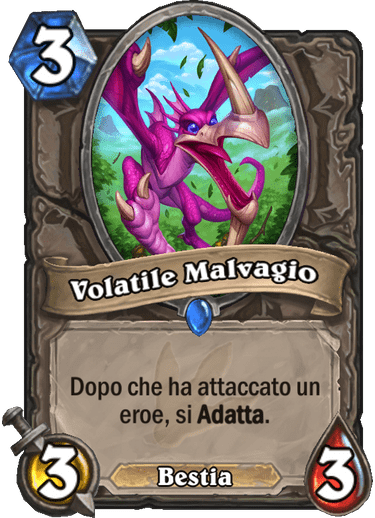 3
Volatile Malvagio
Dopo che ha attaccato un
eroe, si Adatta.
3
Bestia
3